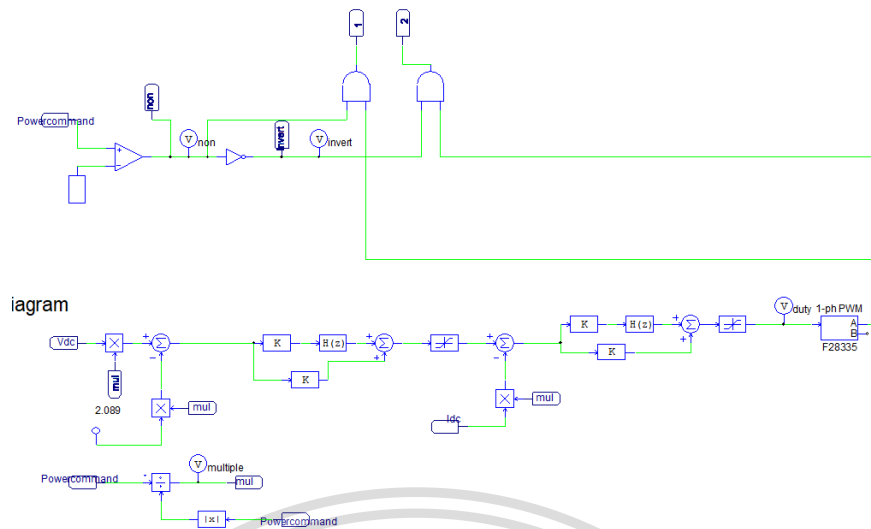 1
2
non
Powercommand
V
non
invert
V
invert
+
−
iagram
V
duty
1-ph PWM
A
B
F28335
Vdc
+
−
K
H(z)
+
+
K
+
−
K
H(z)
+
+
K
mul
2.089
mul
Idc
mul
V
multiple
Powercommand
÷
mul
|x|
Powercommand